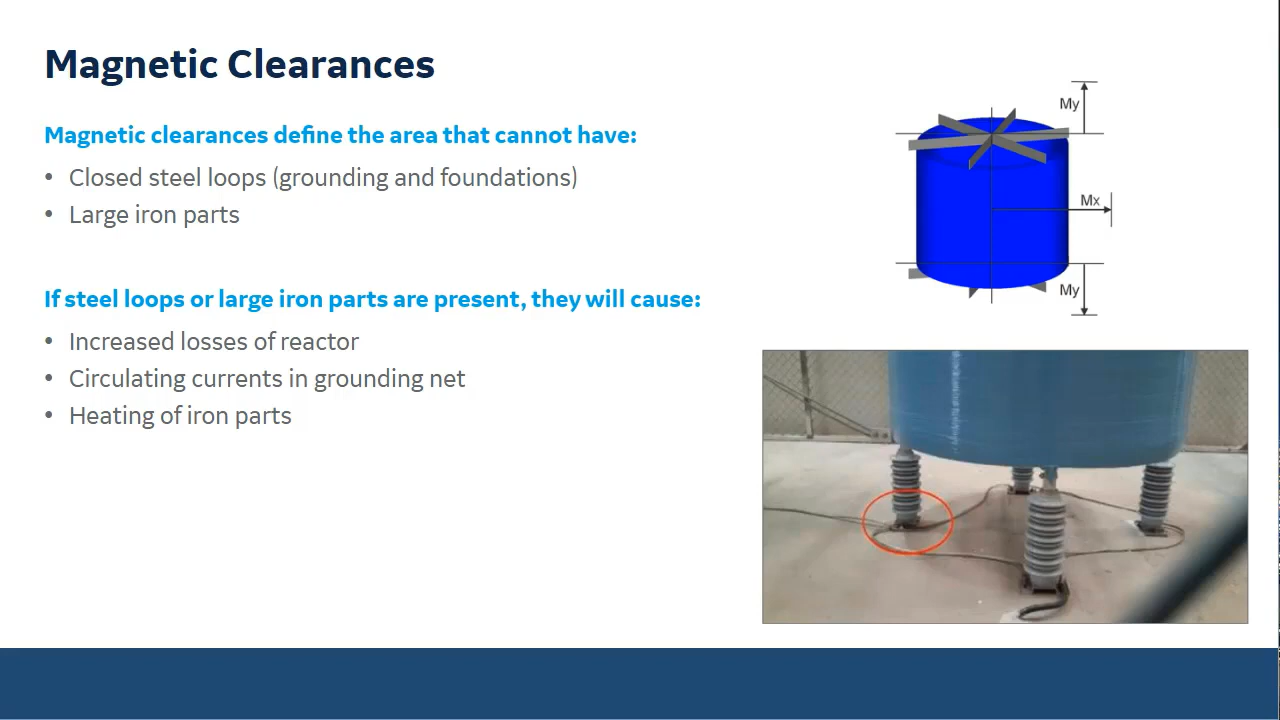 Magnetic Clearances
Magnetic clearances define the area that cannot have:
• Closed steel loops (grounding and foundations)
• Large iron parts
If steel loops or large iron parts are present, they will cause:
• Increased losses of reactor
• Circulating currents in grounding net
• Heating of iron parts
My
Mx
My